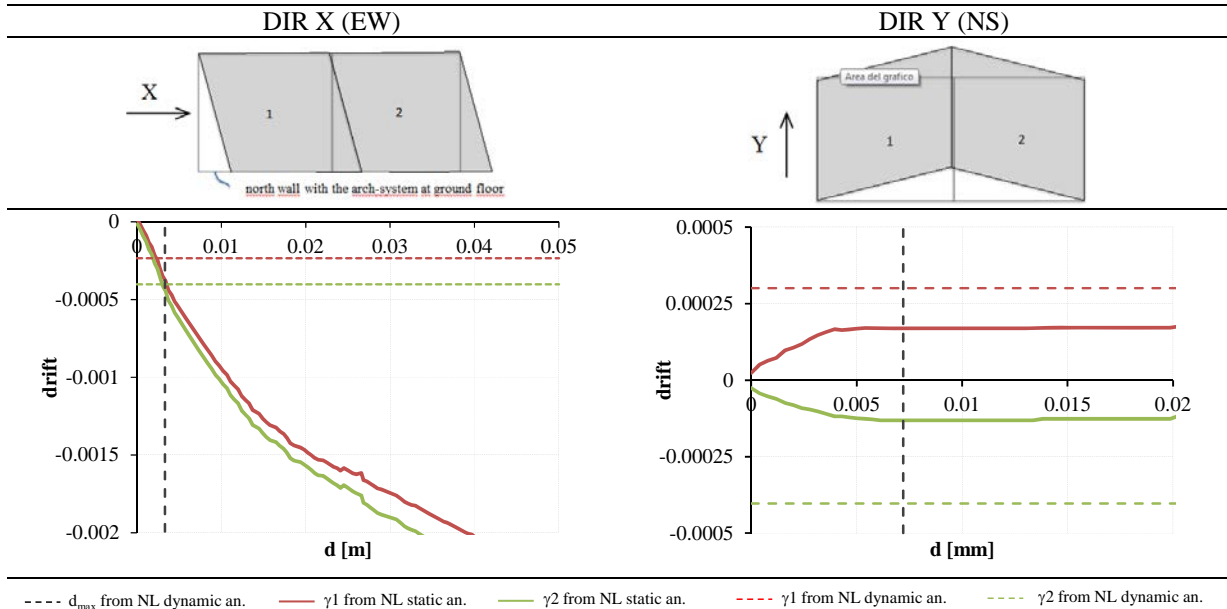 DIR X (EW)
DIR Y (NS)
X
1
2
north wall with the arch-system at ground floor
Area del grafico
Y
1
2
0
-0.0005
-0.001
-0.0015
-0.002
0
0.01
0.02
0.03
0.04
0.05
drift
d [m]
0.0005
0.00025
0
-0.00025
-0.0005
0
0.005
0.01
0.015
0.02
drift
d [mm]
dmax from NL dynamic an.
γ1 from NL static an.
γ2 from NL static an.
γ1 from NL dynamic an.
γ2 from NL dynamic an.